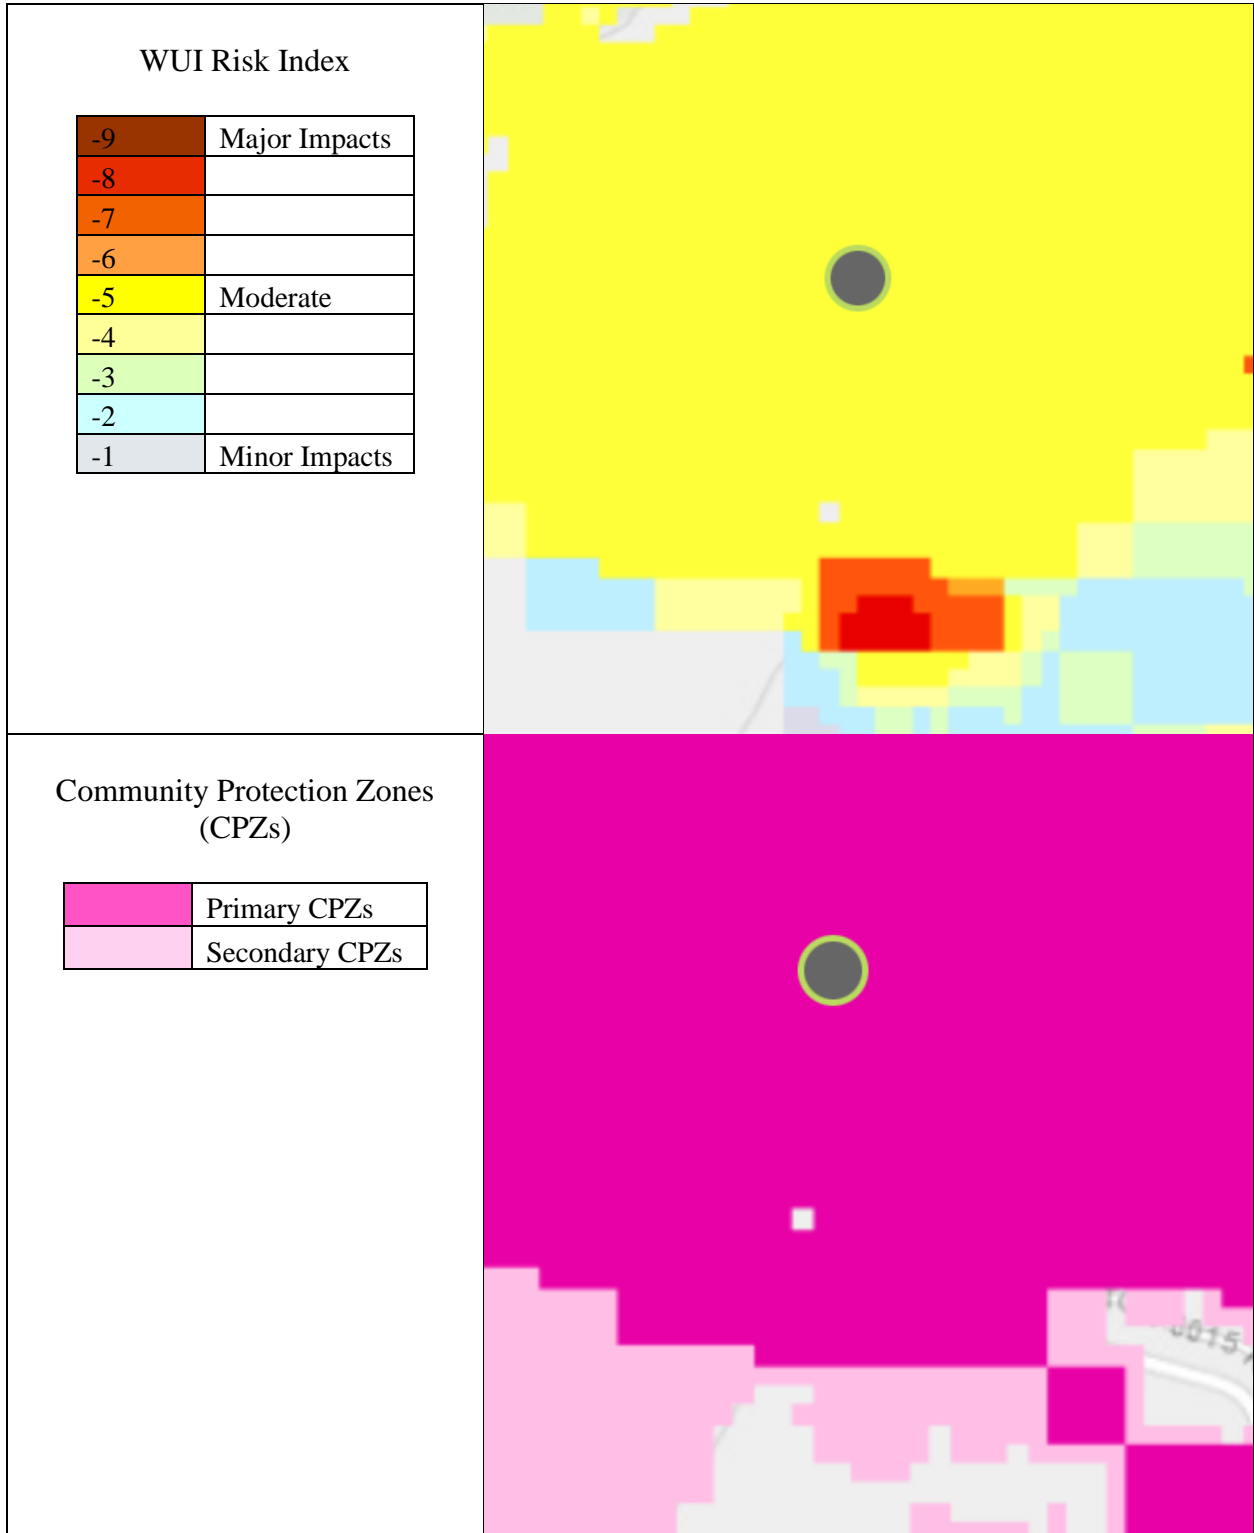 WUI Risk Index
-9 Major Impacts
-8
-7
-6
-5 Moderate
-4
-3
-2
-1 Minor Impacts
Community Protection Zones
(CPZs)
Primary CPZs
Secondary CPZs